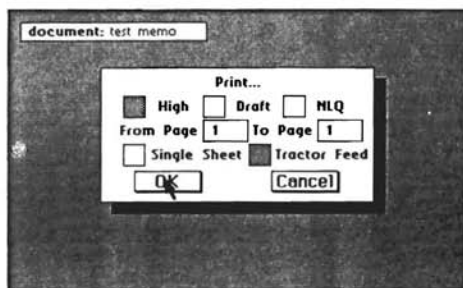 document: test memo
Print...
High Draft NLQ
From Page 1 To Page 1
Single Sheet Tractor Feed
OK Cancel